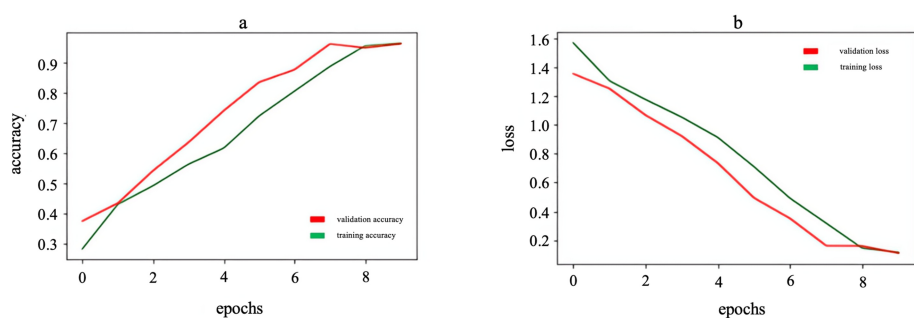 a
accuracy
0.9
0.8
0.7
0.6
0.5
0.4
0.3
validation accuracy
training accuracy
0 2 4 6 8
epochs
b
loss
1.6
1.4
1.2
1.0
0.8
0.6
0.4
0.2
validation loss
training loss
0 2 4 6 8
epochs